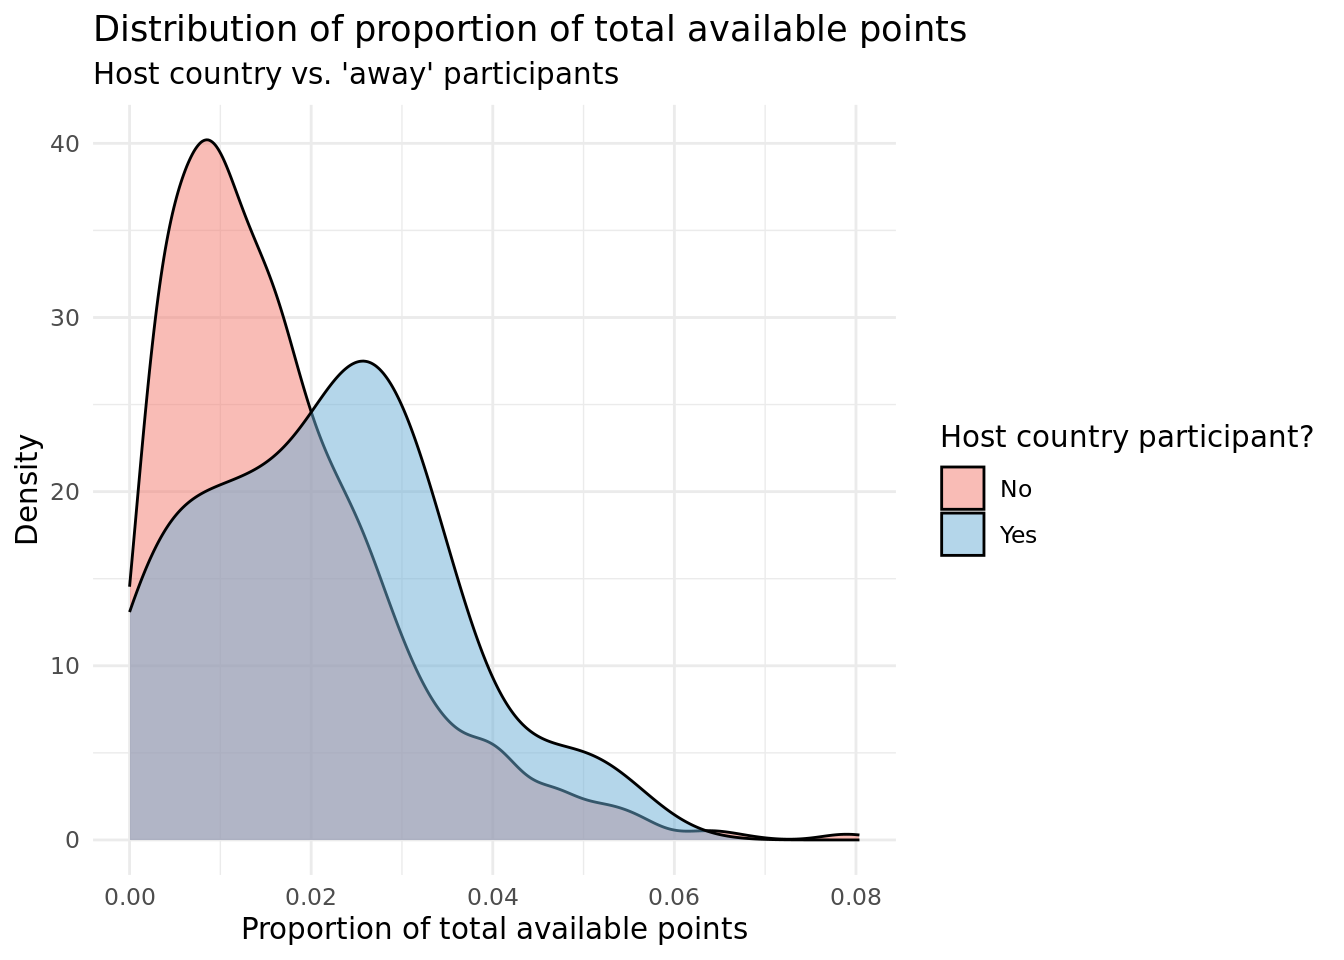 Distribution of proportion of total available points
Host country vs. 'away' participants
40
30
20
10
0
Density
0.00 0.02 0.04 0.06 0.08
Proportion of total available points
Host country participant?
No
Yes